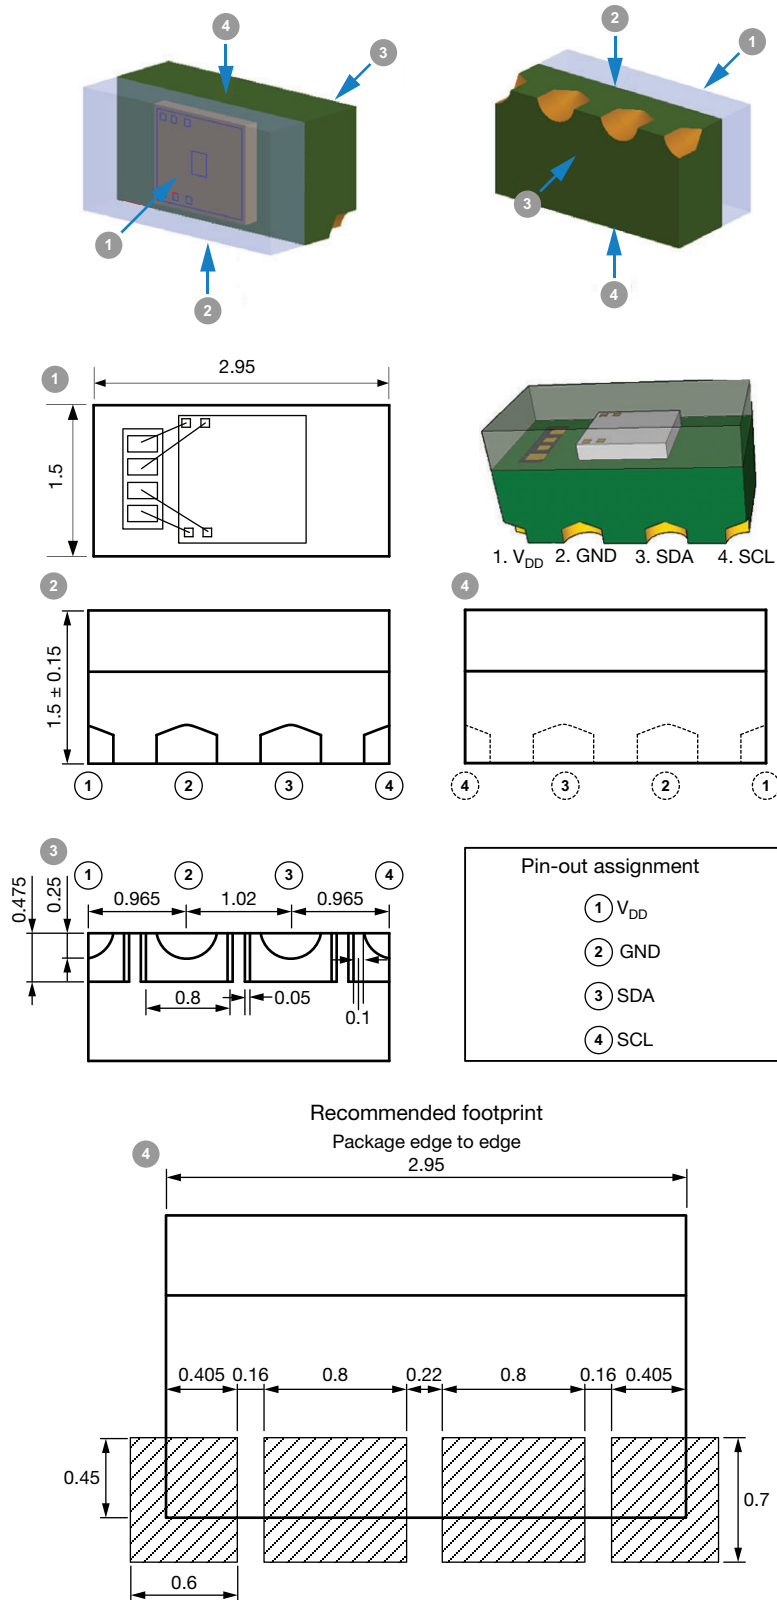 4
3
1
2
2
1
3
4
1
2.95
1.5
1. VDD 2. GND 3. SDA 4. SCL
2
1.5 ± 0.15
1 2 3 4
4
4 3 2 1
3
1 2 3 4
0.475
0.25
0.965 1.02 0.965
0.8 0.05
0.1
Pin-out assignment
1 VDD
2 GND
3 SDA
4 SCL
Recommended footprint
Package edge to edge
4
2.95
0.405 0.16 0.8 0.22 0.8 0.16 0.405
0.45
0.7
0.6